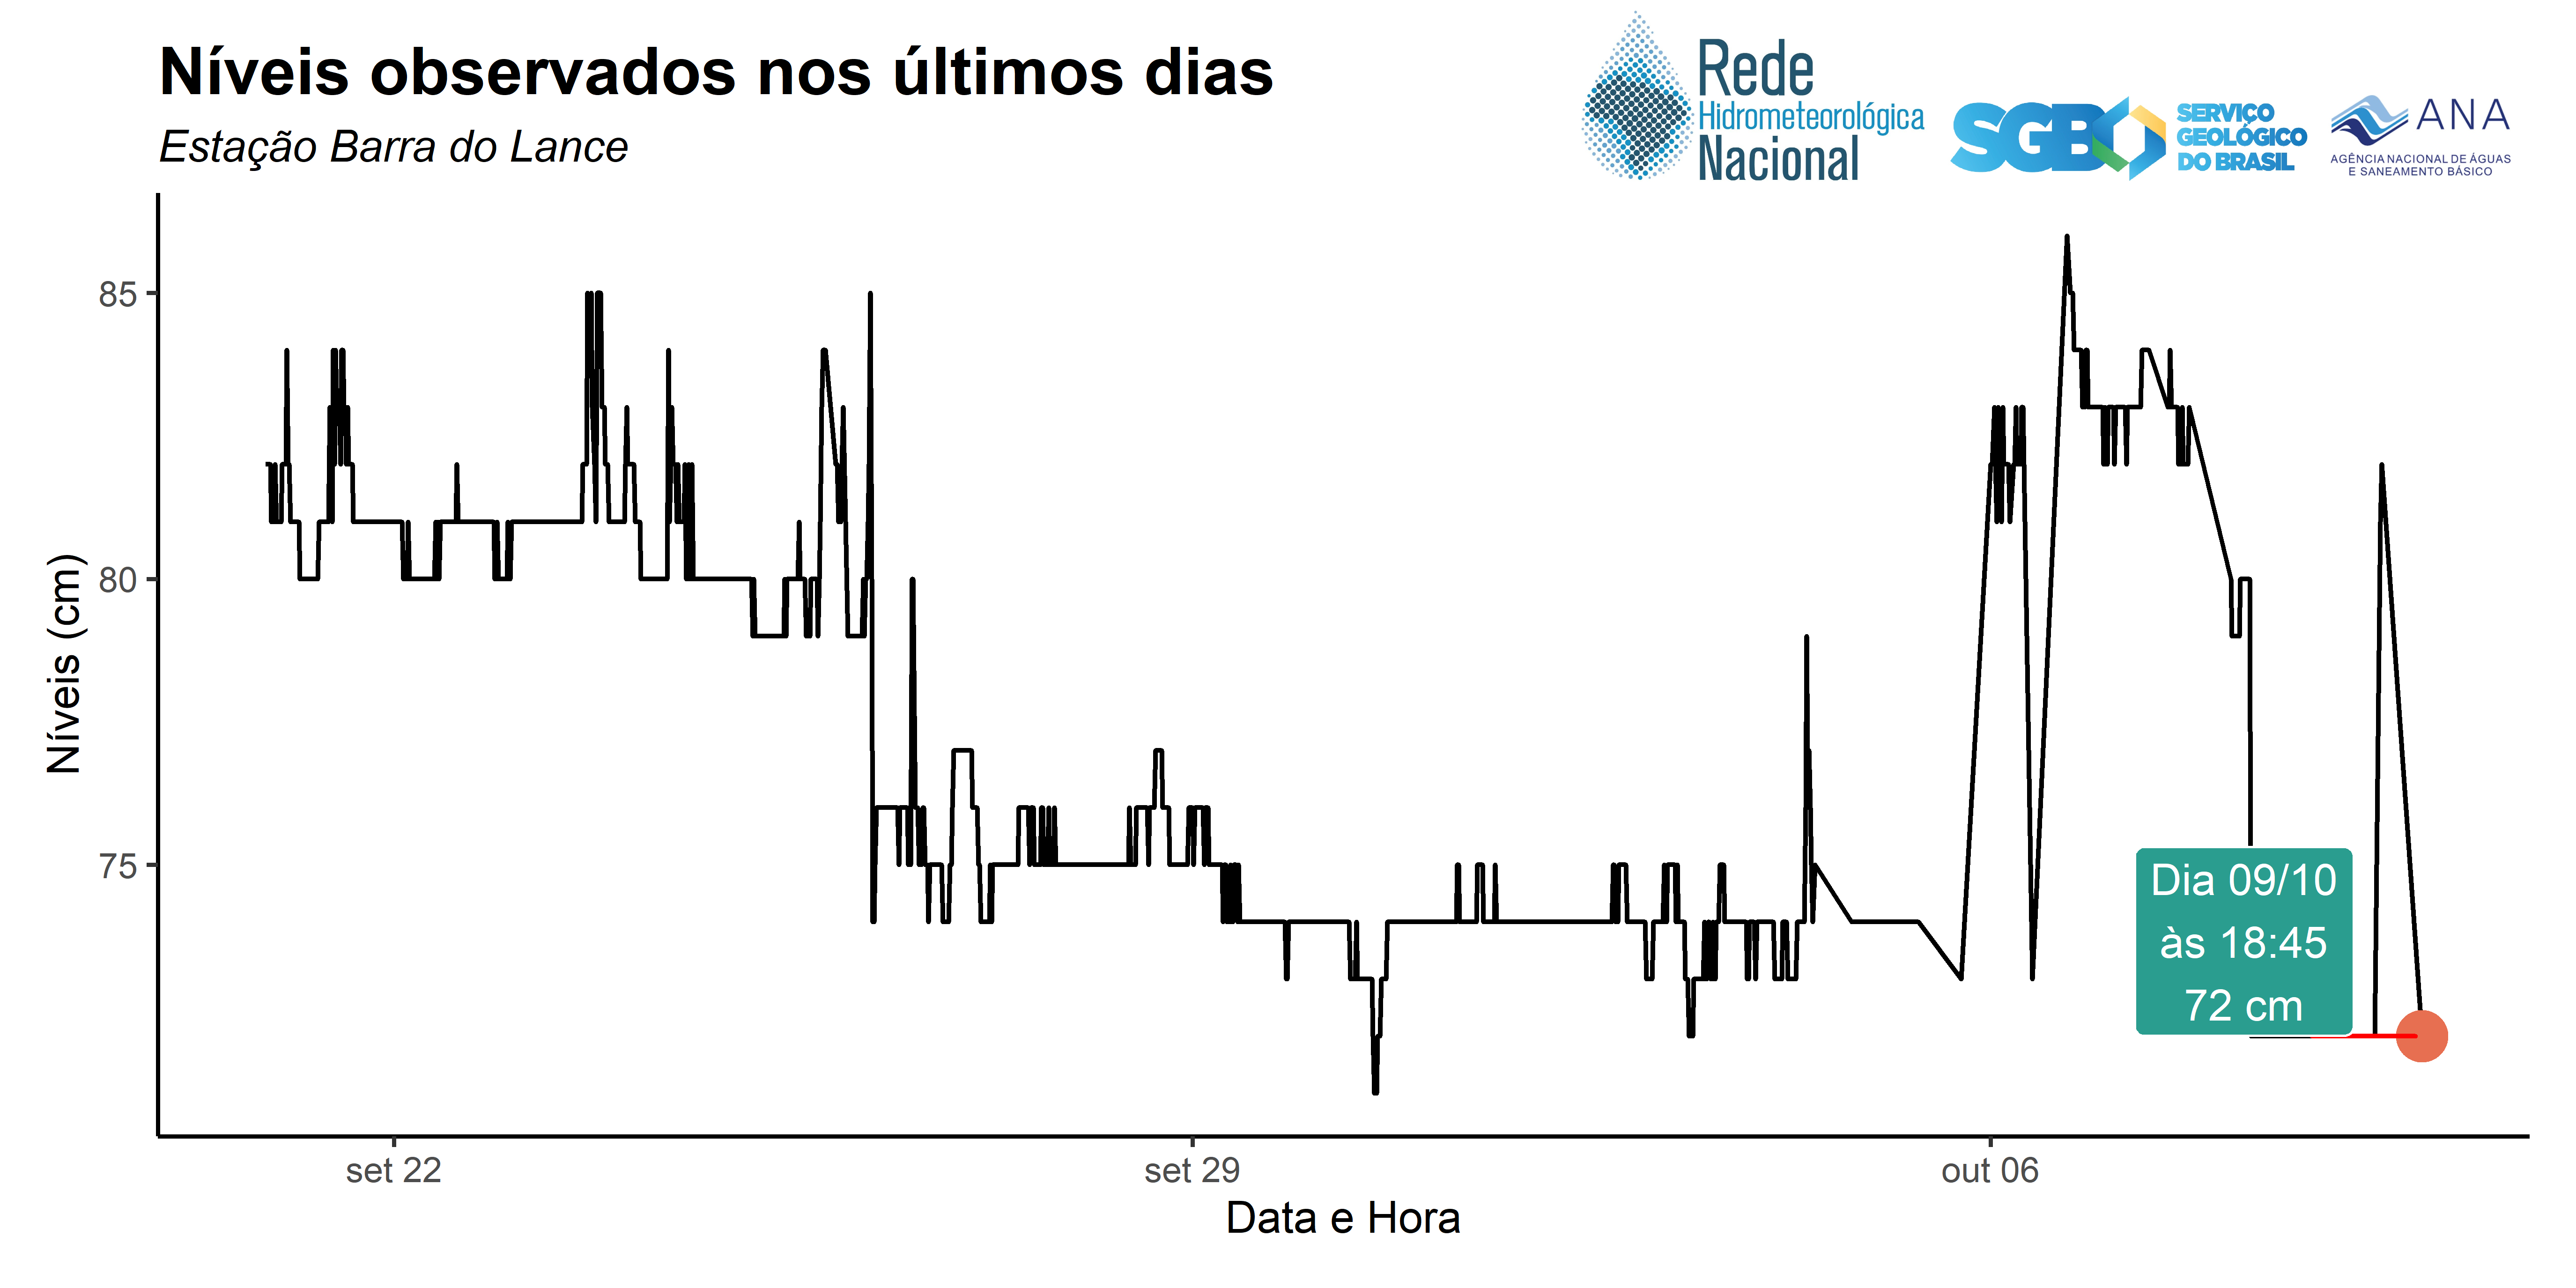 Níveis observados nos últimos dias
Estação Barra do Lance
Rede
Hidrometeorológica
Nacional
SGB
SERVIÇO
GEOLÓGICO
DO BRASIL
ANA
AGÊNCIA NACIONAL DE ÁGUAS
E SANEAMENTO BÁSICO
Níveis (cm)
85
80
75
Dia 09/10
às 18:45
72 cm
set 22
set 29
out 06
Data e Hora